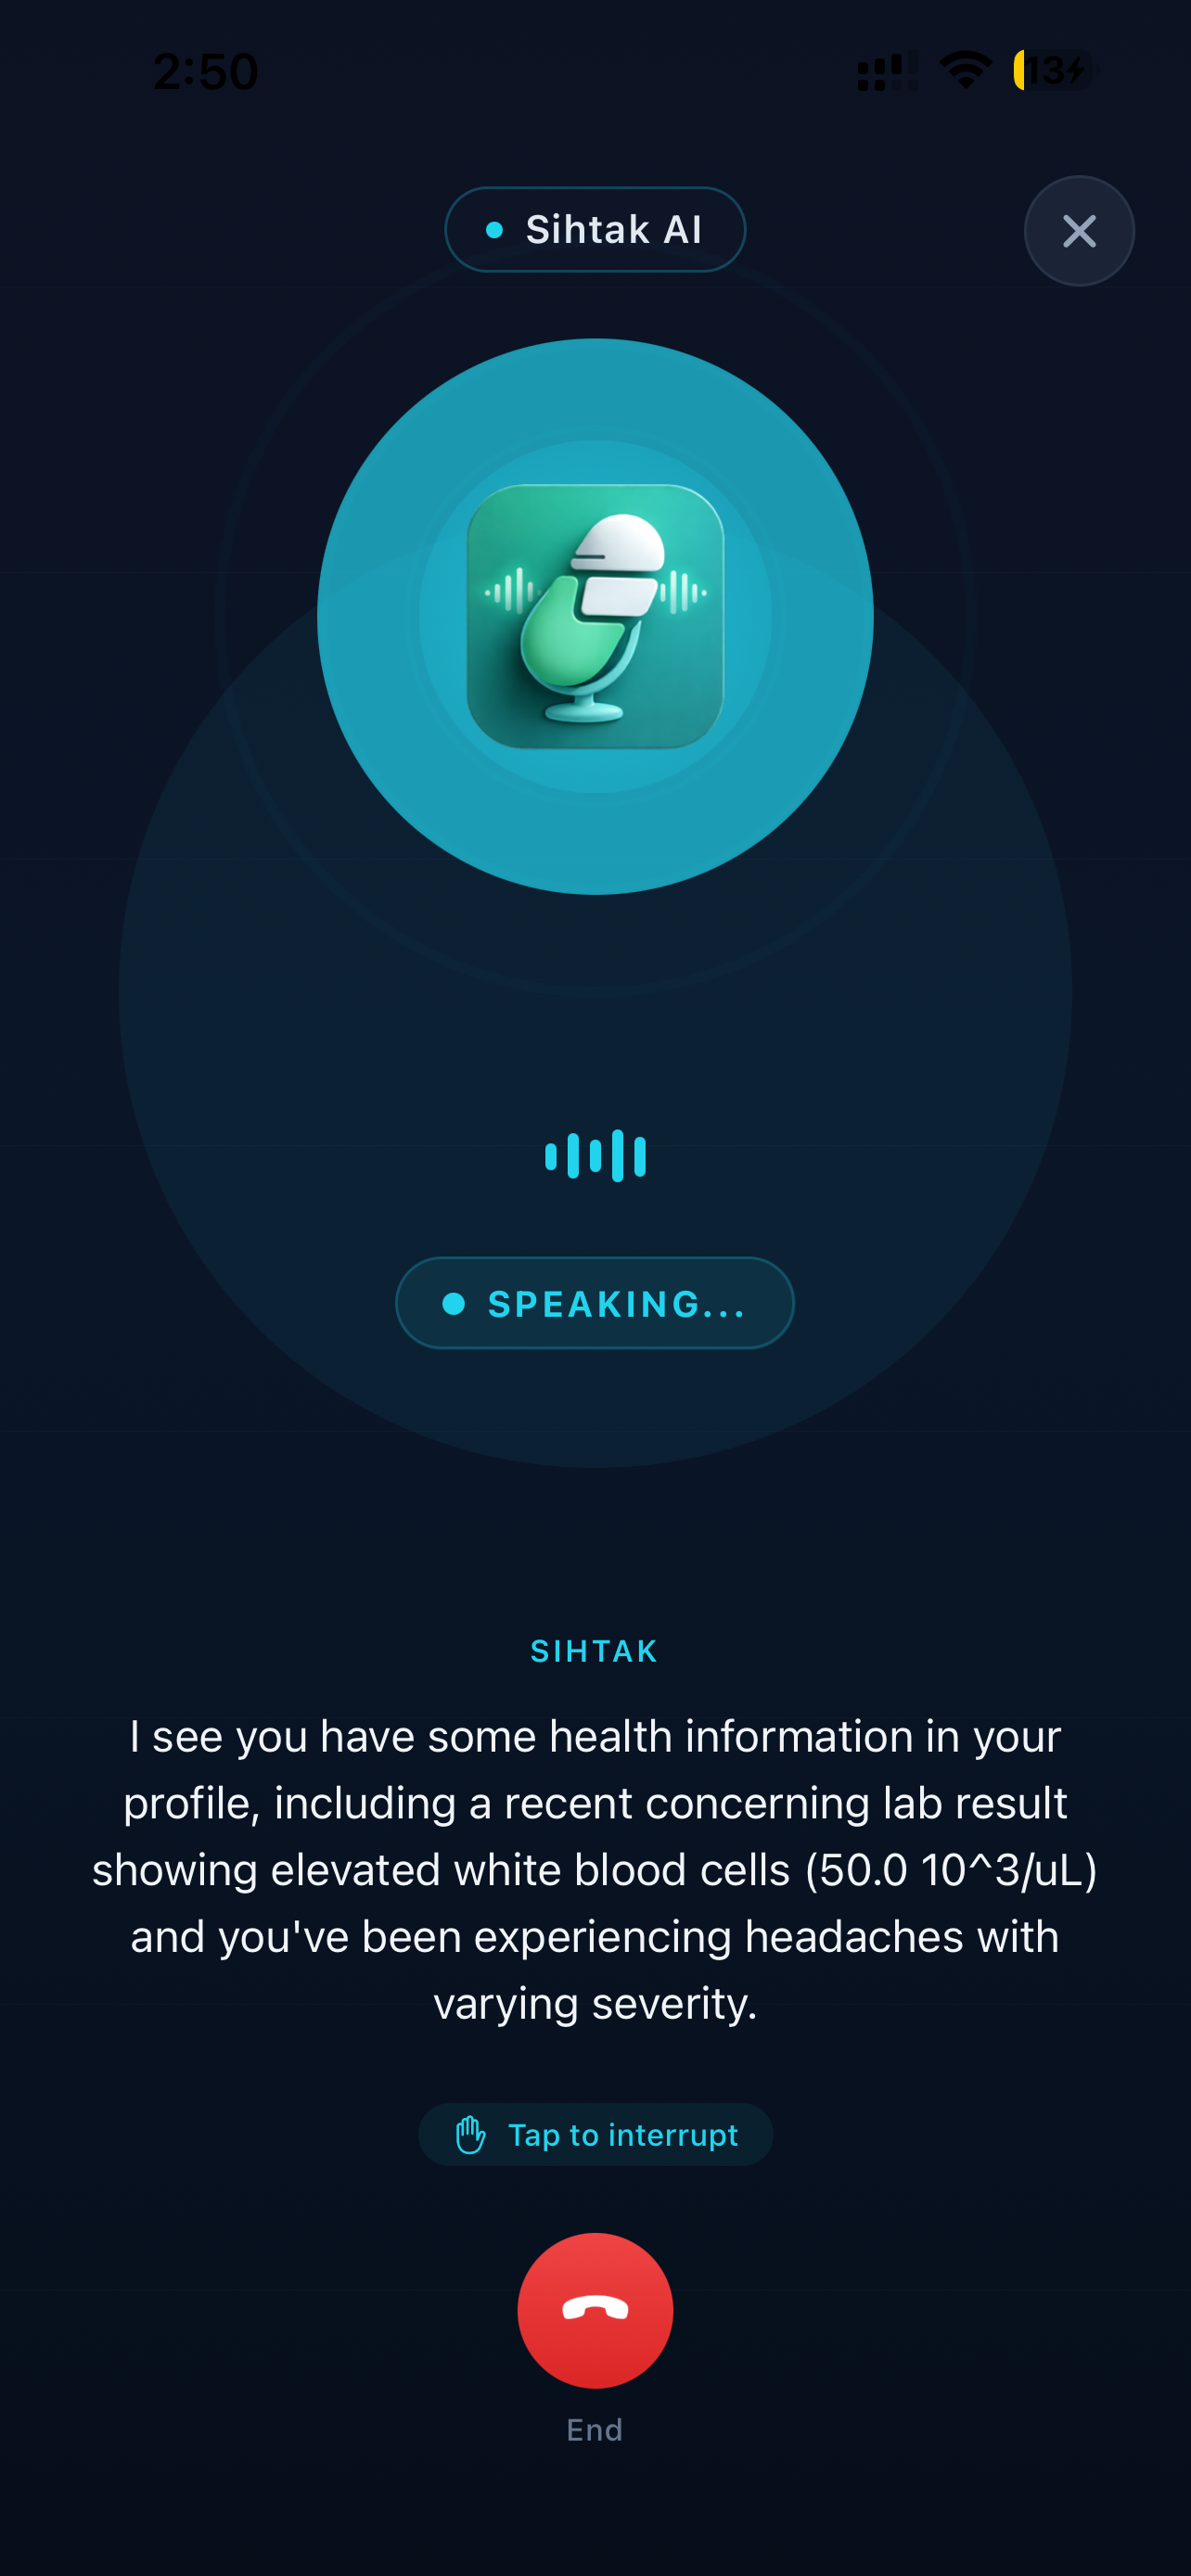 2:50
13
Sihtak AI
SPEAKING...
SIHTAK
I see you have some health information in your
profile, including a recent concerning lab result
showing elevated white blood cells (50.0 10^3/uL)
and you've been experiencing headaches with
varying severity.
Tap to interrupt
End